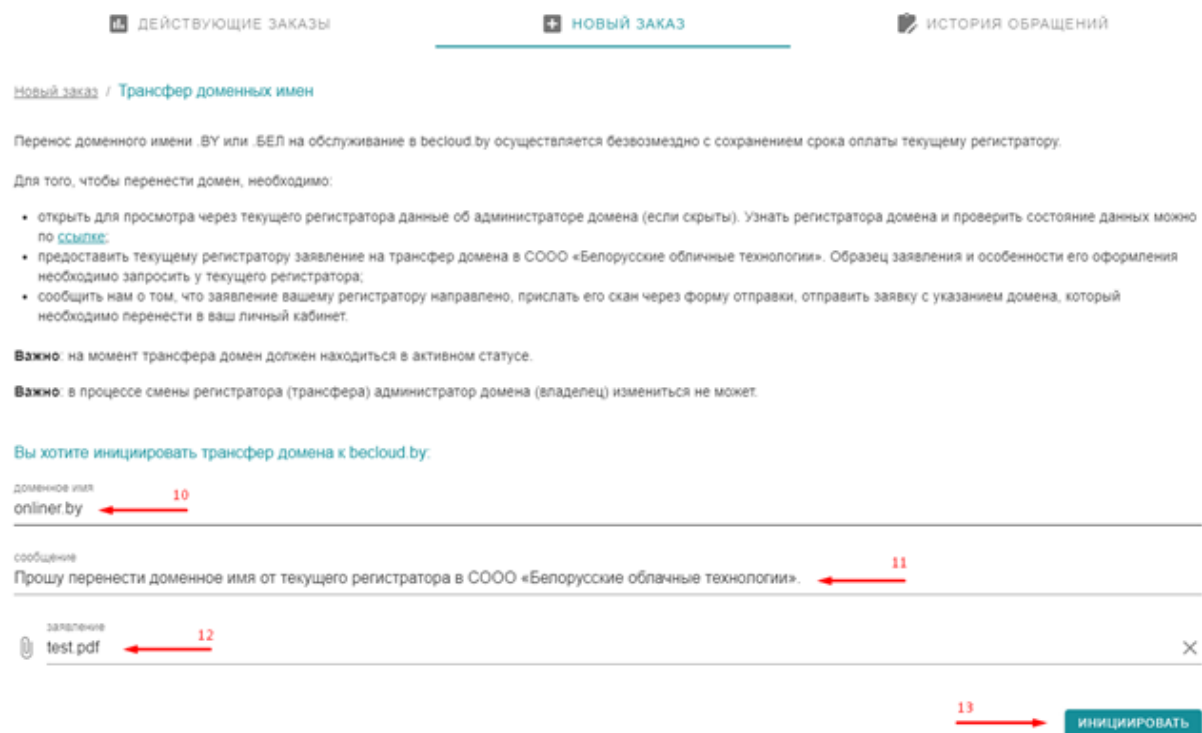 ДЕЙСТВУЮЩИЕ ЗАКАЗЫ
НОВЫЙ ЗАКАЗ
ИСТОРИЯ ОБРАЩЕНИЙ
Новый заказ / Трансфер доменных имен
Перенос доменного имени .BY или .БЕЛ на обслуживание в becloud.by осуществляется безвозмездно с сохранением срока оплаты текущему регистратору.
Для того, чтобы перенести домен, необходимо:
• открыть для просмотра через текущего регистратора данные об администраторе домена (если скрыты). Узнать регистратора домена и проверить состояние данных можно
по ссылке;
• предоставить текущему регистратору заявление на трансфер домена в СООО «Белорусские обличные технологии». Образец заявления и особенности его оформления
необходимо запросить у текущего регистратора;
• сообщить нам о том, что заявление вашему регистратору направлено, прислать его скан через форму отправки, отправить заявку с указанием домена, который
необходимо перенести в ваш личный кабинет.
Важно: на момент трансфера домен должен находиться в активном статусе.
Важно: в процессе смены регистратора (трансфера) администратор домена (владелец) измениться не может.
Вы хотите инициировать трансфер домена к becloud.by:
доменное имя
10
onliner.by
сообщение
11
Прошу перенести доменное имя от текущего регистратора в СООО «Белорусские облачные технологии».
заявление
12
test.pdf
13
ИНИЦИИРОВАТЬ